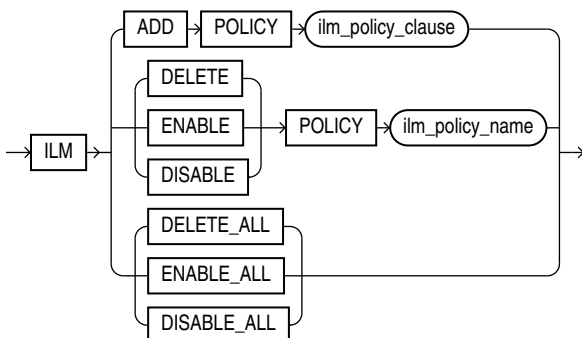 ADD POLICY ilm_policy_clause
DELETE
ENABLE POLICY ilm_policy_name
ILM
DISABLE
DELETE_ALL
ENABLE_ALL
DISABLE_ALL